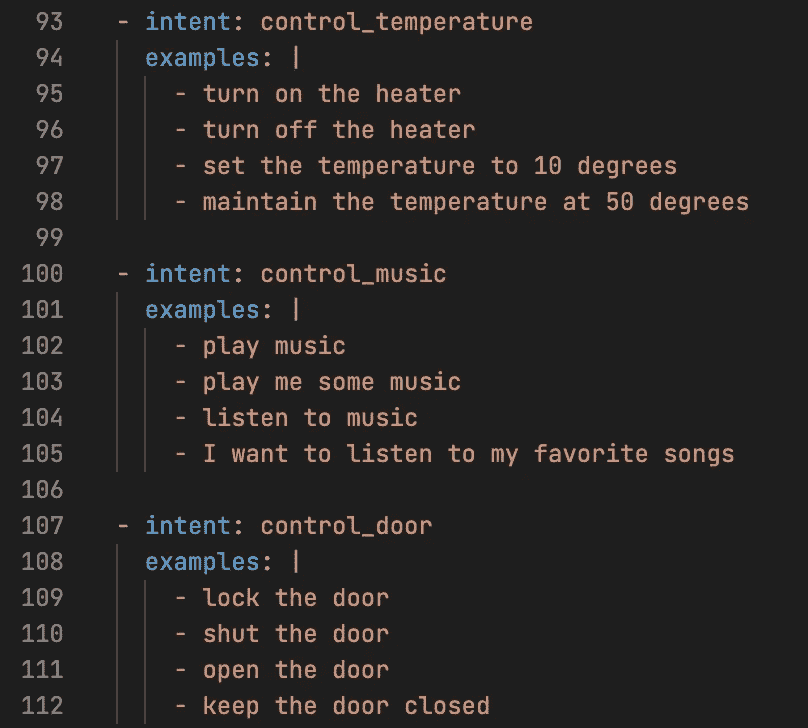 93 - intent: control_temperature
94 examples: |
95 - turn on the heater
96 - turn off the heater
97 - set the temperature to 10 degrees
98 - maintain the temperature at 50 degrees
99
100 - intent: control_music
101 examples: |
102 - play music
103 - play me some music
104 - listen to music
105 - I want to listen to my favorite songs
106
107 - intent: control_door
108 examples: |
109 - lock the door
110 - shut the door
111 - open the door
112 - keep the door closed